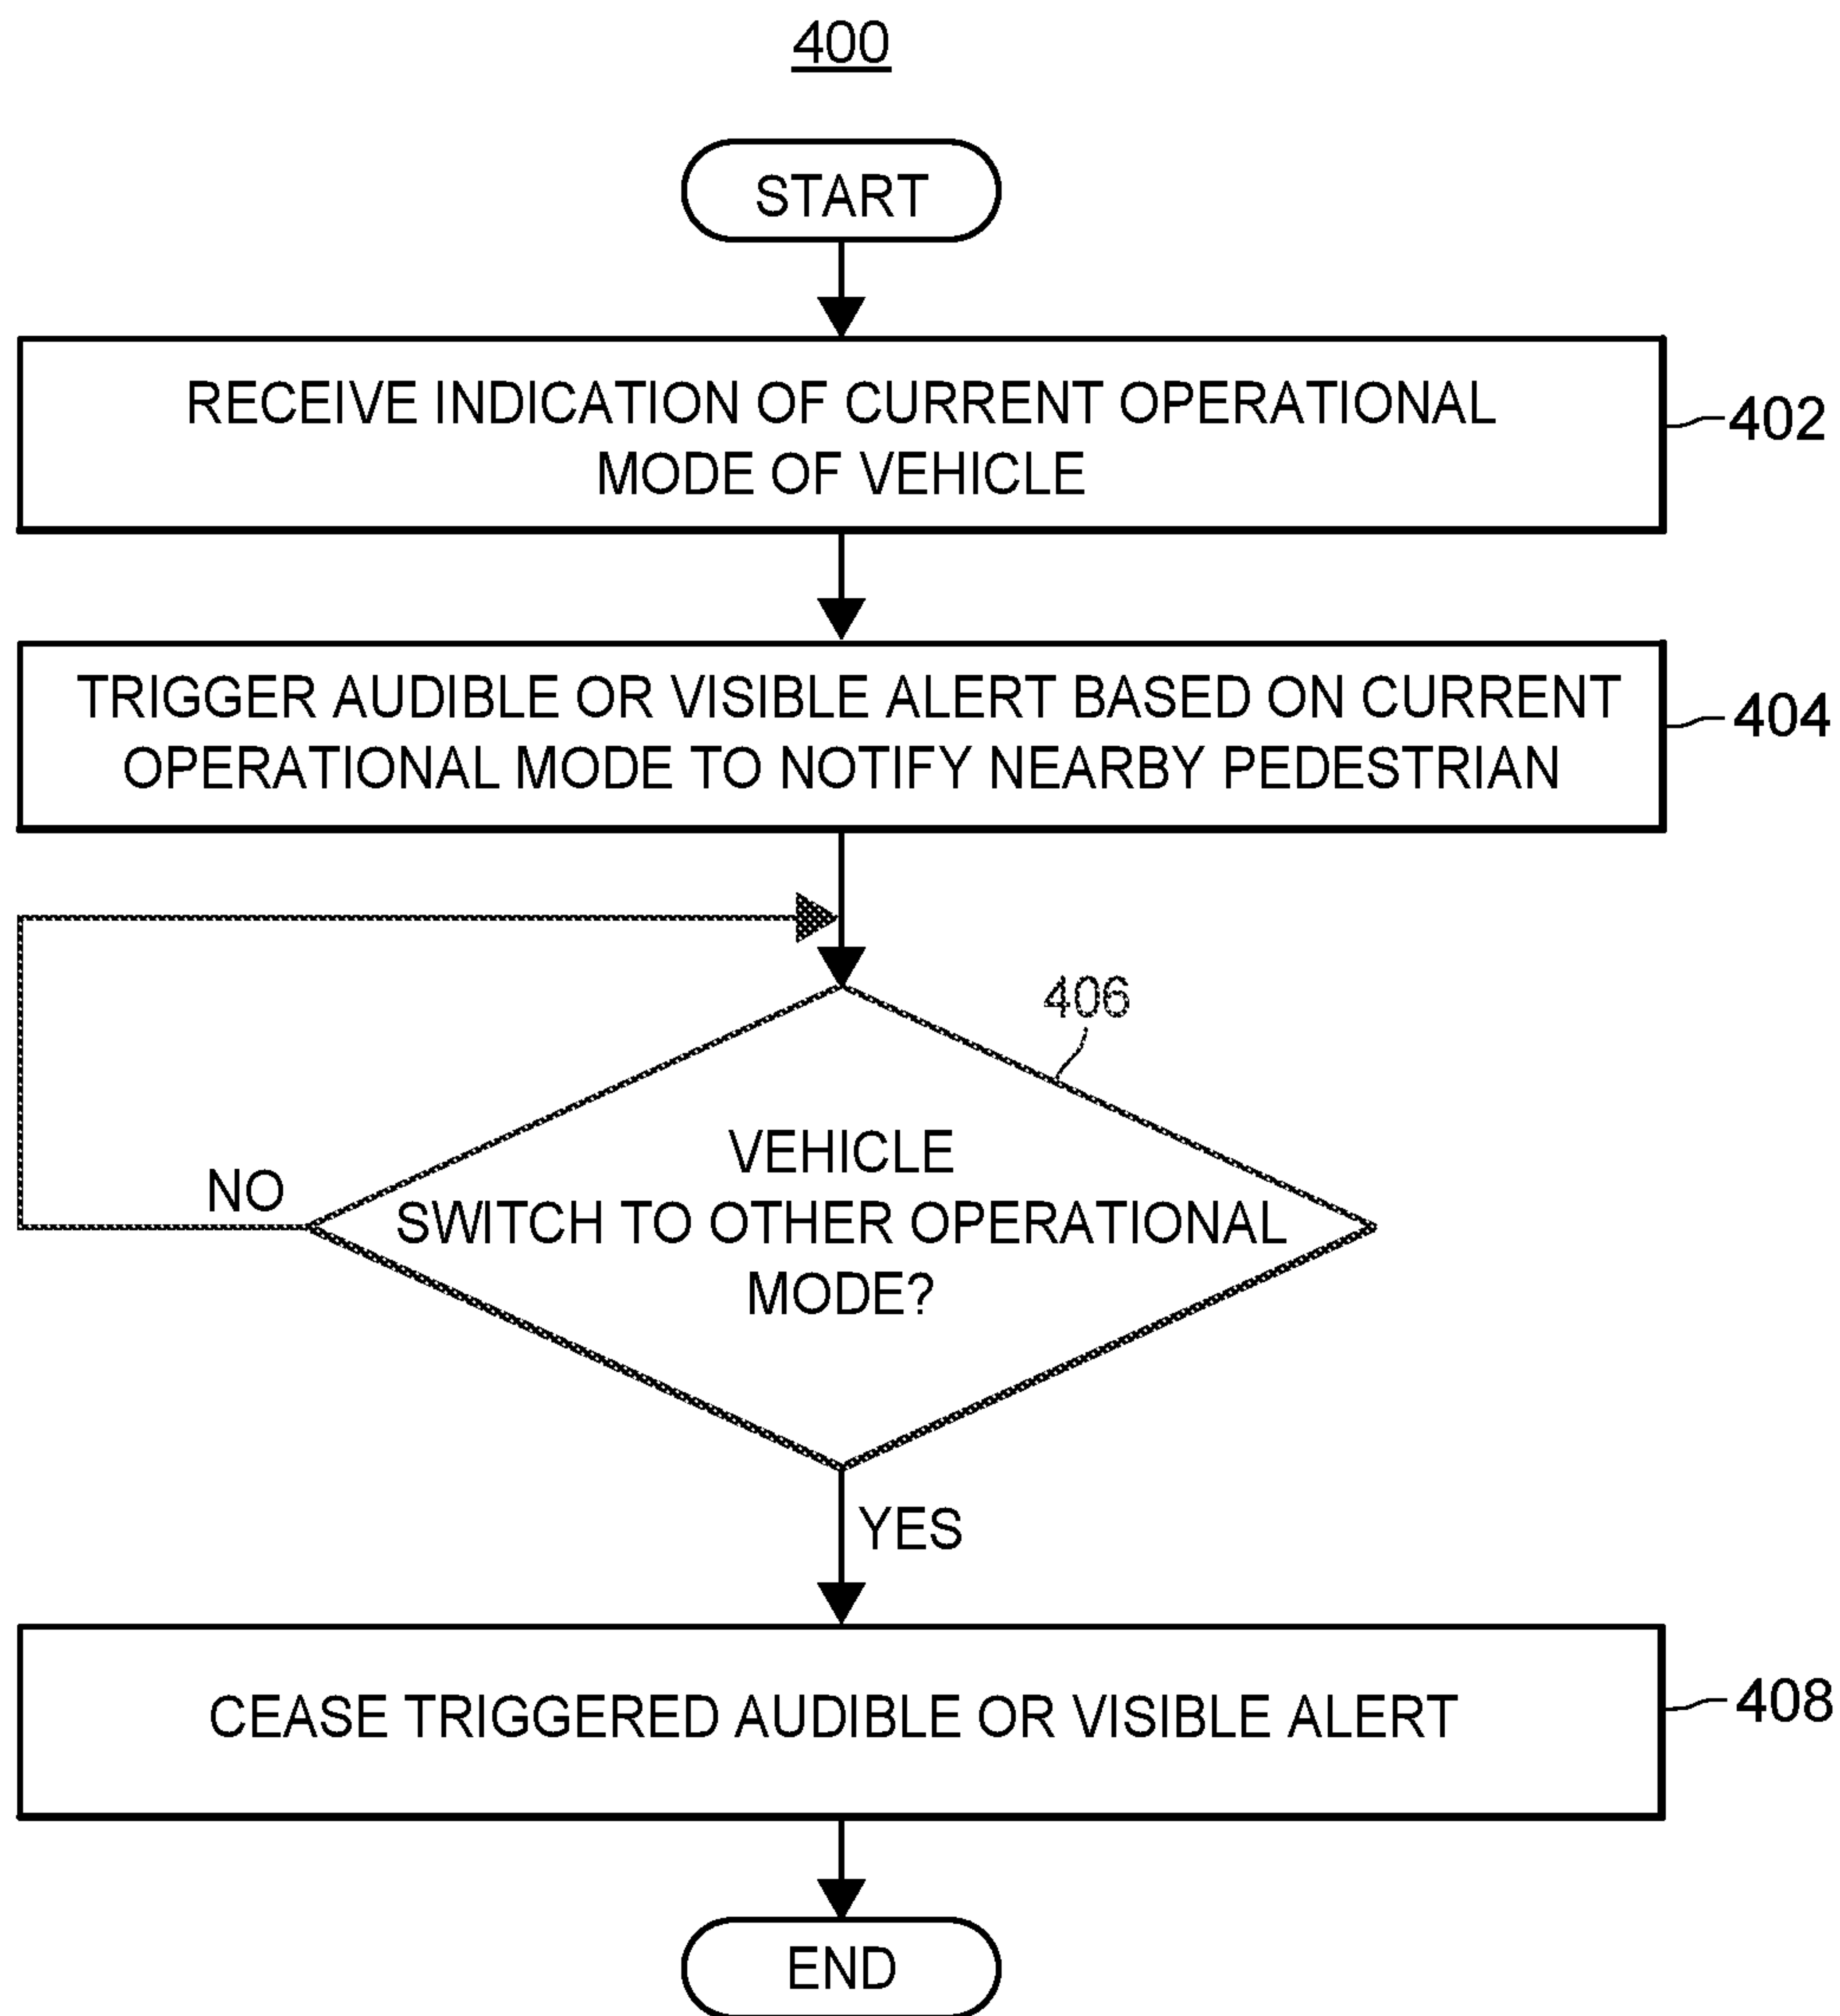 400
START
RECEIVE INDICATION OF CURRENT OPERATIONAL
MODE OF VEHICLE
402
TRIGGER AUDIBLE OR VISIBLE ALERT BASED ON CURRENT
OPERATIONAL MODE TO NOTIFY NEARBY PEDESTRIAN
404
406
VEHICLE
SWITCH TO OTHER OPERATIONAL
MODE?
NO
YES
CEASE TRIGGERED AUDIBLE OR VISIBLE ALERT
408
END